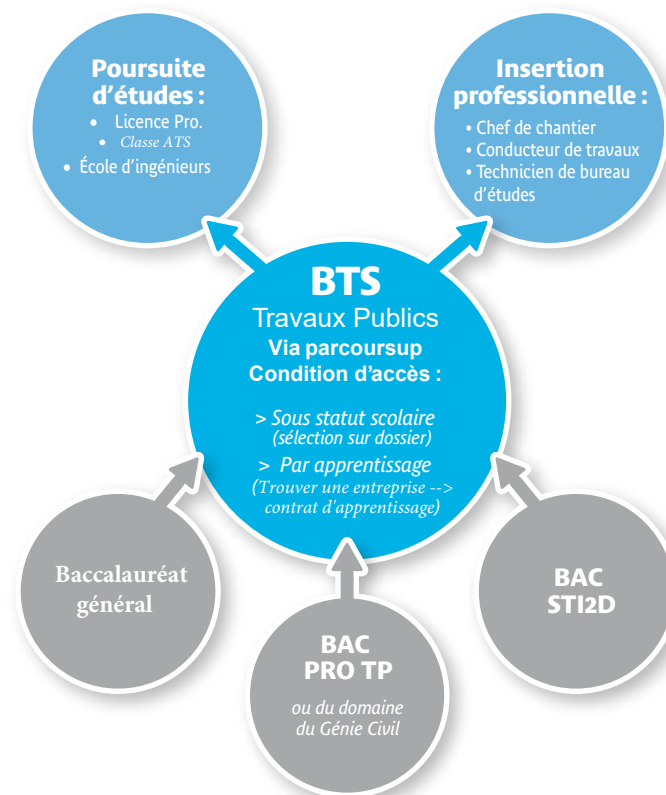 Poursuite
d'études :
• Licence Pro.
• Classe ATS
• École d'ingénieurs
Insertion
professionnelle :
• Chef de chantier
• Conducteur de travaux
• Technicien de bureau
d'études
BTS
Travaux Publics
Via parcoursup
Condition d'accès :
> Sous statut scolaire
(sélection sur dossier)
> Par apprentissage
(Trouver une entreprise -->
contrat d'apprentissage)
Baccalauréat
général
BAC
PRO TP
ou du domaine
du Génie Civil
BAC
STI2D